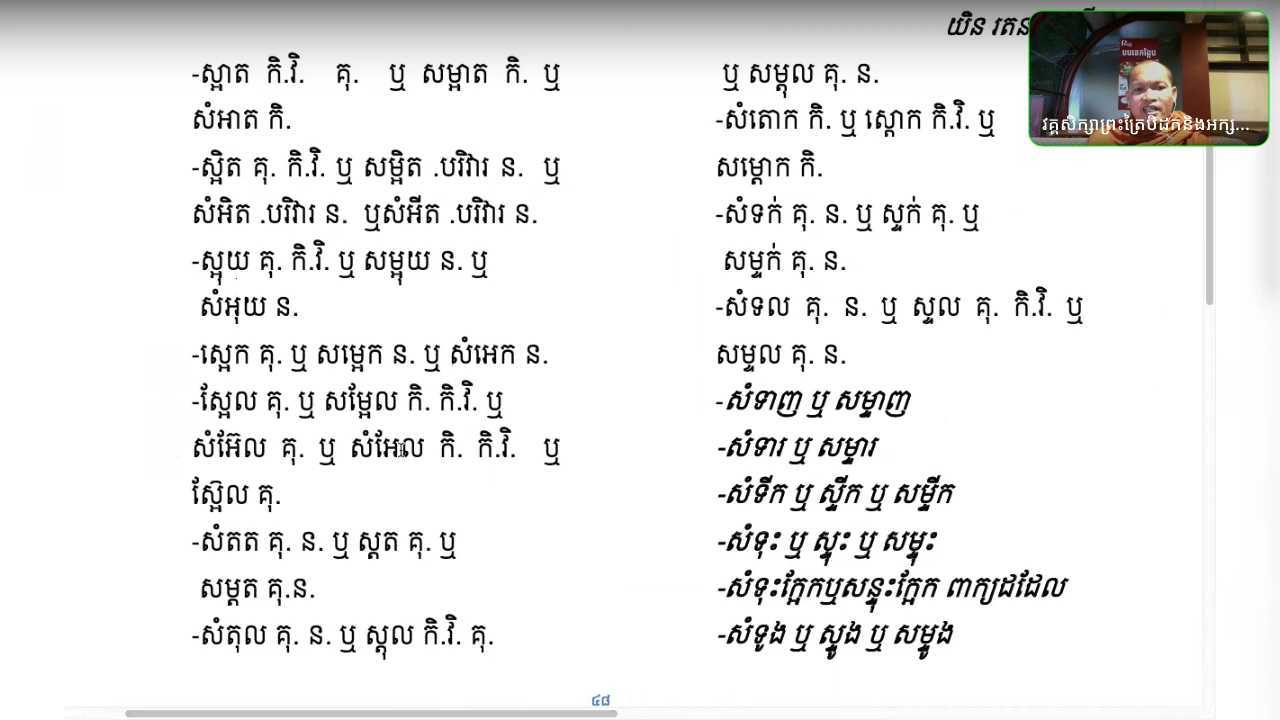 យិន រតន
-ស្អាត កិ.វិ. គុ. ឬ សម្អាត កិ. ឬ
សំអាត កិ.
-ស្អិត គុ. កិ.វិ. ឬ សម្អិត .បរិវារ ន. ឬ
សំអិត .បរិវារ ន. ឬសំអីត .បរិវារ ន.
-ស្អុយ គុ. កិ.វិ. ឬ សម្អុយ ន. ឬ
សំអុយ ន.
-ស្អេក គុ. ឬ សម្អេក ន. ឬ សំអេក ន.
-ស្អែល គុ. ឬ សម្អែល កិ. កិ.វិ. ឬ
សំអ៊ែល គុ. ឬ សំអែល កិ. កិ.វិ. ឬ
ស្អ៊ែល គុ.
-សំតត គុ. ន. ឬ ស្តត គុ. ឬ
សម្តត គុ.ន.
-សំតុល គុ. ន. ឬ ស្តុល កិ.វិ. គុ.
ឬ សម្តុល គុ. ន.
-សំតោក កិ. ឬ ស្តោក កិ.វិ. ឬ
សម្តោក កិ.
-សំទក់ គុ. ន. ឬ ស្ទក់ គុ. ឬ
សម្ទក់ គុ. ន.
-សំទល គុ. ន. ឬ ស្ទល គុ. កិ.វិ. ឬ
សម្ទល គុ. ន.
-សំទាញ ឬ សម្ទាញ
-សំទារ ឬ សម្ទារ
-សំទីក ឬ ស្ទីក ឬ សម្ទីក
-សំទុះ ឬ ស្ទុះ ឬ សម្ទុះ
-សំទុះក្អែកឬសន្ទុះក្អែក ពាក្យដដែល
-សំទូង ឬ ស្ទូង ឬ សម្ទូង
៤៨
វគ្គសិក្សាព្រះត្រៃបិដកនិងអក្ស...